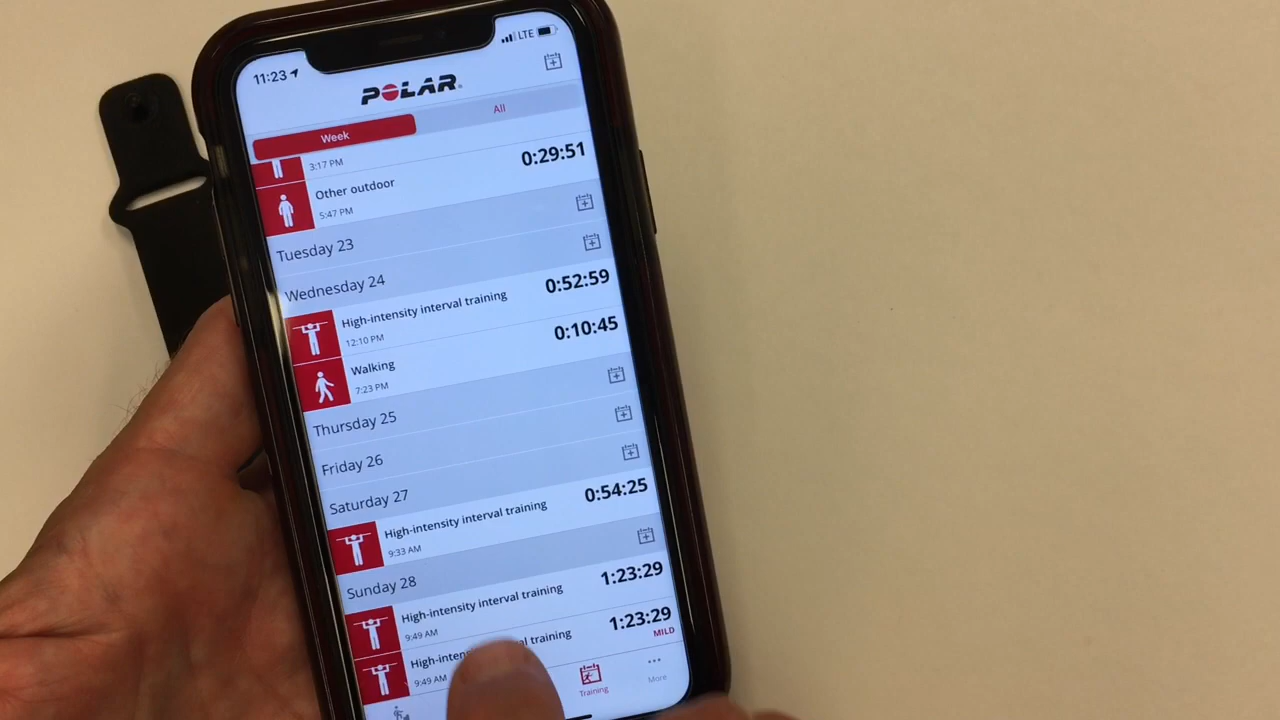 11:23
LTE
POLAR
Week
All
3:17 PM
0:29:51
Other outdoor
5:47 PM
Tuesday 23
Wednesday 24
0:52:59
High-intensity interval training
12:10 PM
0:10:45
Walking
7:23 PM
Thursday 25
Friday 26
Saturday 27
0:54:25
High-intensity interval training
9:33 AM
Sunday 28
1:23:29
High-intensity interval training
9:49 AM
1:23:29
MILD
training
9:49 AM
Training
More